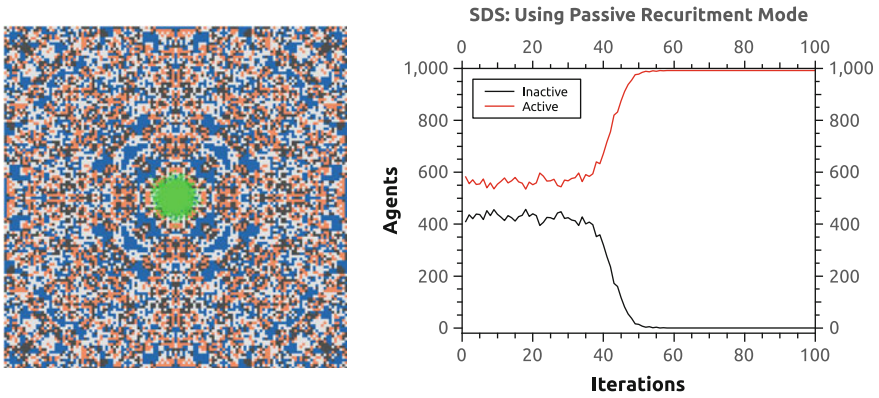 SDS: Using Passive Recuritment Mode
0 20 40 60 80 100
1,000 1,000
Inactive
Active
800 800
600 600
Agents
400 400
200 200
0 0
0 20 40 60 80 100
Iterations